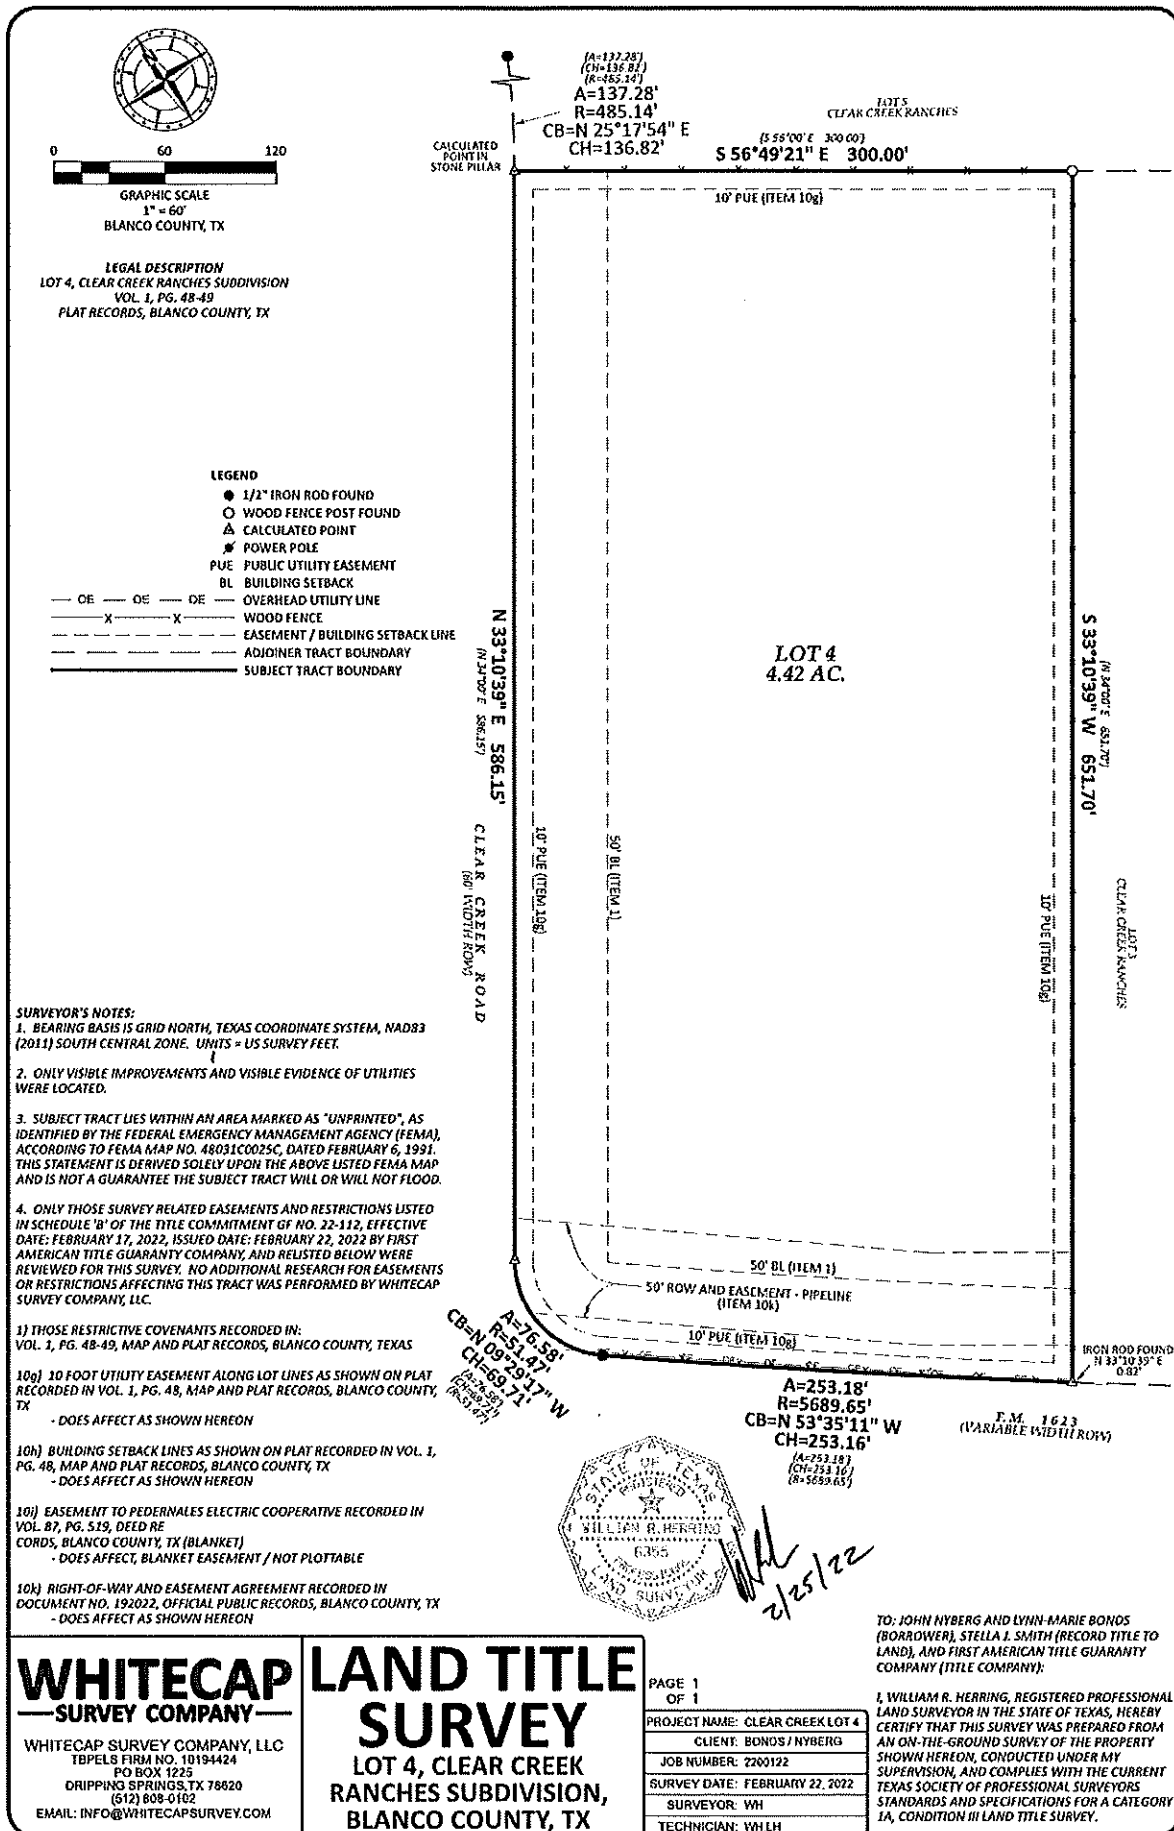 N
0 60 120
GRAPHIC SCALE
1" = 60'
BLANCO COUNTY, TX
LEGAL DESCRIPTION
LOT 4, CLEAR CREEK RANCHES SUBDIVISION
VOL. 1, PG. 48-49
PLAT RECORDS, BLANCO COUNTY, TX
(A=137.28')
(CH=136.82')
(R=485.14')
A=137.28'
R=485.14'
CB=N 25°17'54" E
CH=136.82'
CALCULATED
POINT IN
STONE PILLAR
LOT 5
CLEAR CREEK RANCHES
(S 56°00' E 300.00')
S 56°49'21" E 300.00'
10' PUE (ITEM 10g)
LEGEND
1/2" IRON ROD FOUND
WOOD FENCE POST FOUND
CALCULATED POINT
POWER POLE
PUE PUBLIC UTILITY EASEMENT
BL BUILDING SETBACK
OE OE OE OVERHEAD UTILITY LINE
X X WOOD FENCE
EASEMENT / BUILDING SETBACK LINE
ADJOINER TRACT BOUNDARY
SUBJECT TRACT BOUNDARY
N 33°10'39" E 586.15'
(N 34°00' E 586.15')
CLEAR CREEK ROAD
(60' WIDTH ROW)
10' PUE (ITEM 10g)
50' BL (ITEM 1)
LOT 4
4.42 AC.
10' PUE (ITEM 10g)
S 33°10'39" W 651.70'
(N 34°00' E 651.70')
LOT 3
CLEAR CREEK RANCHES
50' BL (ITEM 1)
50' ROW AND EASEMENT - PIPELINE
(ITEM 10k)
10' PUE (ITEM 10g)
A=76.58'
R=51.47'
CB=N 09°29'17" W
CH=69.71'
(A=76.58')
(CH=69.71')
(R=51.47')
A=253.18'
R=5689.65'
CB=N 53°35'11" W
CH=253.16'
(A=253.18')
(CH=253.16')
(R=5689.65')
IRON ROD FOUND
N 33°10'39" E
0.82'
F.M. 1623
(VARIABLE WIDTH ROW)
SURVEYOR'S NOTES:
1. BEARING BASIS IS GRID NORTH, TEXAS COORDINATE SYSTEM, NAD83
(2011) SOUTH CENTRAL ZONE. UNITS = US SURVEY FEET.
2. ONLY VISIBLE IMPROVEMENTS AND VISIBLE EVIDENCE OF UTILITIES
WERE LOCATED.
3. SUBJECT TRACT LIES WITHIN AN AREA MARKED AS "UNPRINTED", AS
IDENTIFIED BY THE FEDERAL EMERGENCY MANAGEMENT AGENCY (FEMA),
ACCORDING TO FEMA MAP NO. 48031C0025C, DATED FEBRUARY 6, 1991.
THIS STATEMENT IS DERIVED SOLELY UPON THE ABOVE LISTED FEMA MAP
AND IS NOT A GUARANTEE THE SUBJECT TRACT WILL OR WILL NOT FLOOD.
4. ONLY THOSE SURVEY RELATED EASEMENTS AND RESTRICTIONS LISTED
IN SCHEDULE 'B' OF THE TITLE COMMITMENT GF NO. 22-112, EFFECTIVE
DATE: FEBRUARY 17, 2022, ISSUED DATE: FEBRUARY 22, 2022 BY FIRST
AMERICAN TITLE GUARANTY COMPANY, AND RELISTED BELOW WERE
REVIEWED FOR THIS SURVEY. NO ADDITIONAL RESEARCH FOR EASEMENTS
OR RESTRICTIONS AFFECTING THIS TRACT WAS PERFORMED BY WHITECAP
SURVEY COMPANY, LLC.
1) THOSE RESTRICTIVE COVENANTS RECORDED IN:
VOL. 1, PG. 48-49, MAP AND PLAT RECORDS, BLANCO COUNTY, TEXAS
10g) 10 FOOT UTILITY EASEMENT ALONG LOT LINES AS SHOWN ON PLAT
RECORDED IN VOL. 1, PG. 48, MAP AND PLAT RECORDS, BLANCO COUNTY,
TX
- DOES AFFECT AS SHOWN HEREON
10h) BUILDING SETBACK LINES AS SHOWN ON PLAT RECORDED IN VOL. 1,
PG. 48, MAP AND PLAT RECORDS, BLANCO COUNTY, TX
- DOES AFFECT AS SHOWN HEREON
10i) EASEMENT TO PEDERNALES ELECTRIC COOPERATIVE RECORDED IN
VOL. 87, PG. 519, DEED RE
CORDS, BLANCO COUNTY, TX (BLANKET)
- DOES AFFECT, BLANKET EASEMENT / NOT PLOTTABLE
10k) RIGHT-OF-WAY AND EASEMENT AGREEMENT RECORDED IN
DOCUMENT NO. 192022, OFFICIAL PUBLIC RECORDS, BLANCO COUNTY, TX
- DOES AFFECT AS SHOWN HEREON
STATE OF TEXAS
REGISTERED
WILLIAM R. HERRING
6355
PROFESSIONAL
LAND SURVEYOR
2/25/22
TO: JOHN NYBERG AND LYNN-MARIE BONDS
(BORROWER), STELLA J. SMITH (RECORD TITLE TO
LAND), AND FIRST AMERICAN TITLE GUARANTY
COMPANY (TITLE COMPANY):
I, WILLIAM R. HERRING, REGISTERED PROFESSIONAL
LAND SURVEYOR IN THE STATE OF TEXAS, HEREBY
CERTIFY THAT THIS SURVEY WAS PREPARED FROM
AN ON-THE-GROUND SURVEY OF THE PROPERTY
SHOWN HEREON, CONDUCTED UNDER MY
SUPERVISION, AND COMPLIES WITH THE CURRENT
TEXAS SOCIETY OF PROFESSIONAL SURVEYORS
STANDARDS AND SPECIFICATIONS FOR A CATEGORY
1A, CONDITION III LAND TITLE SURVEY.
WHITECAP
SURVEY COMPANY
WHITECAP SURVEY COMPANY, LLC
TBPELS FIRM NO. 10194424
PO BOX 1225
DRIPPING SPRINGS, TX 78620
(512) 808-0102
EMAIL: INFO@WHITECAPSURVEY.COM
LAND TITLE
SURVEY
LOT 4, CLEAR CREEK
RANCHES SUBDIVISION,
BLANCO COUNTY, TX
PAGE 1
OF 1
PROJECT NAME: CLEAR CREEK LOT 4
CLIENT: BONDS / NYBERG
JOB NUMBER: 2200122
SURVEY DATE: FEBRUARY 22, 2022
SURVEYOR: WH
TECHNICIAN: WH LH